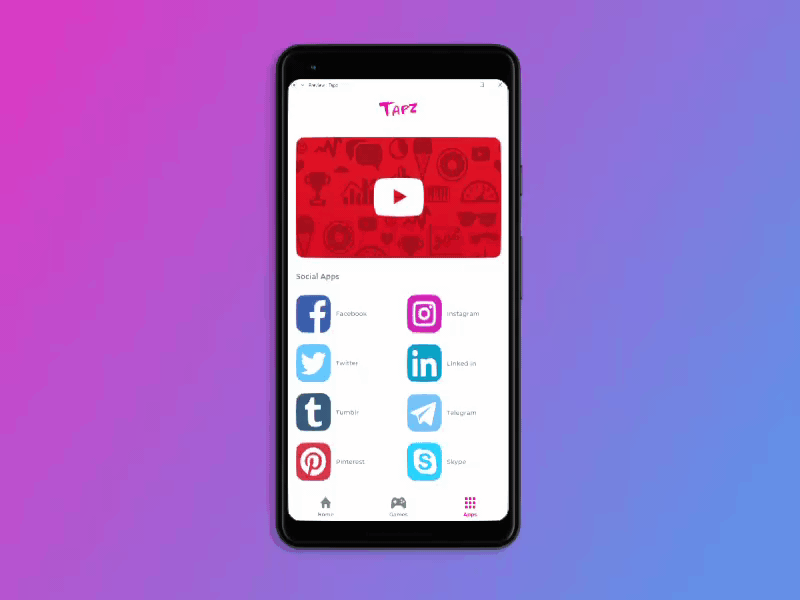 Preview - Tapz
TAPZ
Social Apps
Facebook
Instagram
Twitter
Linked in
Tumblr
Telegram
Pinterest
Skype
Home
Games
Apps